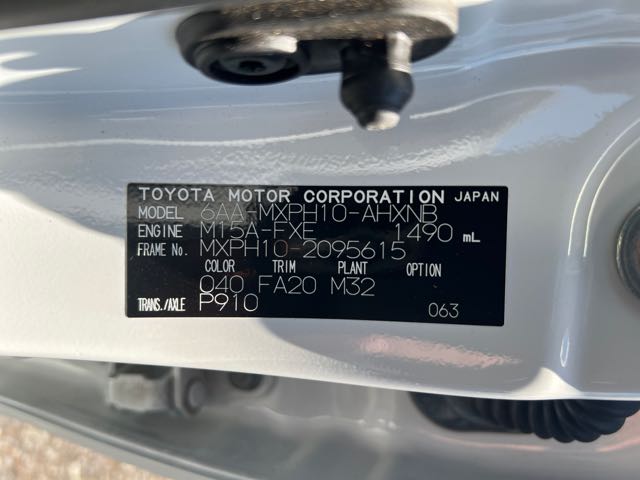 TOYOTA MOTOR CORPORATION JAPAN
MODEL 6AA-MXPH10-AHXNB
ENGINE M15A-FXE 1490 mL
FRAME No. MXPH10-2095615
COLOR TRIM PLANT OPTION
040 FA20 M32
TRANS./AXLE P910 063